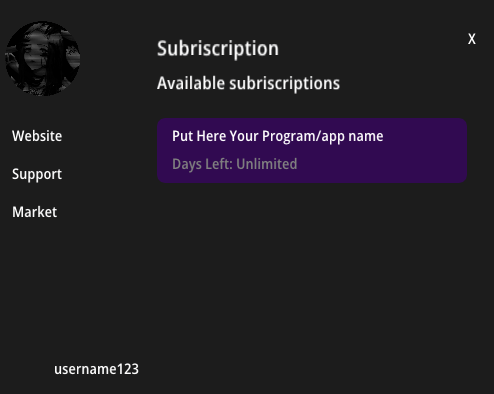 Subriscription
X
Available subriscriptions
Website
Support
Market
Put Here Your Program/app name
Days Left: Unlimited
username123